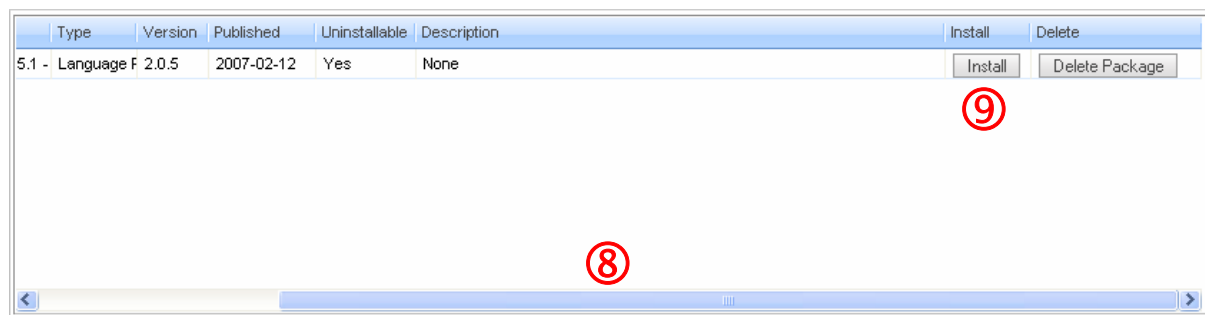 Type Version Published Uninstallable Description Install Delete
5.1 - Language F 2.0.5 2007-02-12 Yes None Install Delete Package
⑨
⑧